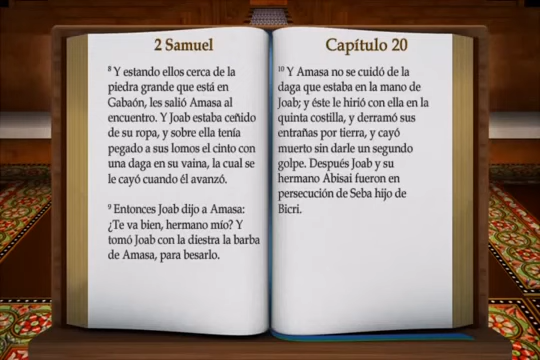 2 Samuel
⁸ Y estando ellos cerca de la
piedra grande que está en
Gabaón, les salió Amasa al
encuentro. Y Joab estaba ceñido
de su ropa, y sobre ella tenía
pegado a sus lomos el cinto con
una daga en su vaina, la cual se
le cayó cuando él avanzó.
⁹ Entonces Joab dijo a Amasa:
¿Te va bien, hermano mío? Y
tomó Joab con la diestra la barba
de Amasa, para besarlo.
Capítulo 20
¹⁰ Y Amasa no se cuidó de la
daga que estaba en la mano de
Joab; y éste le hirió con ella en la
quinta costilla, y derramó sus
entrañas por tierra, y cayó
muerto sin darle un segundo
golpe. Después Joab y su
hermano Abisai fueron en
persecución de Seba hijo de
Bicri.